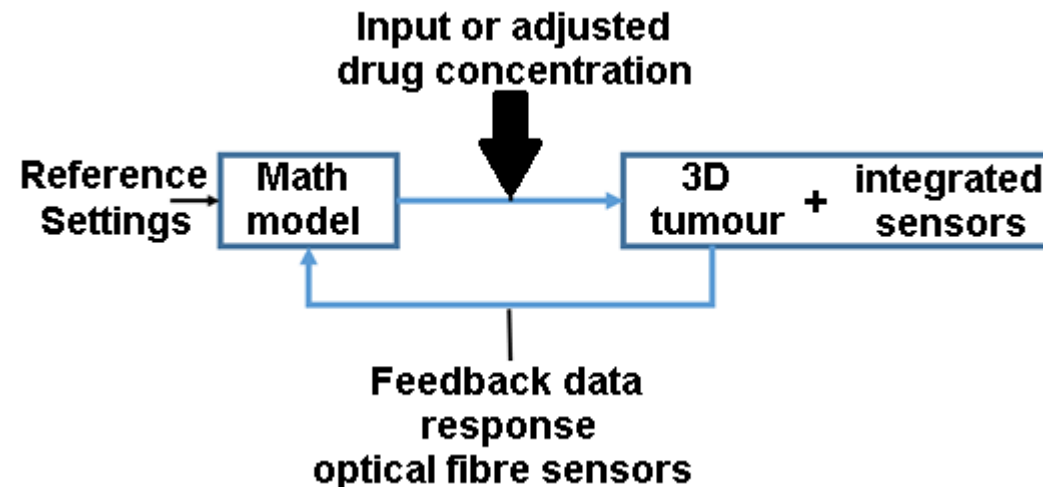 Input or adjusted
drug concentration
Reference
Settings
Math
model
3D
tumour
+
integrated
sensors
Feedback data
response
optical fibre sensors